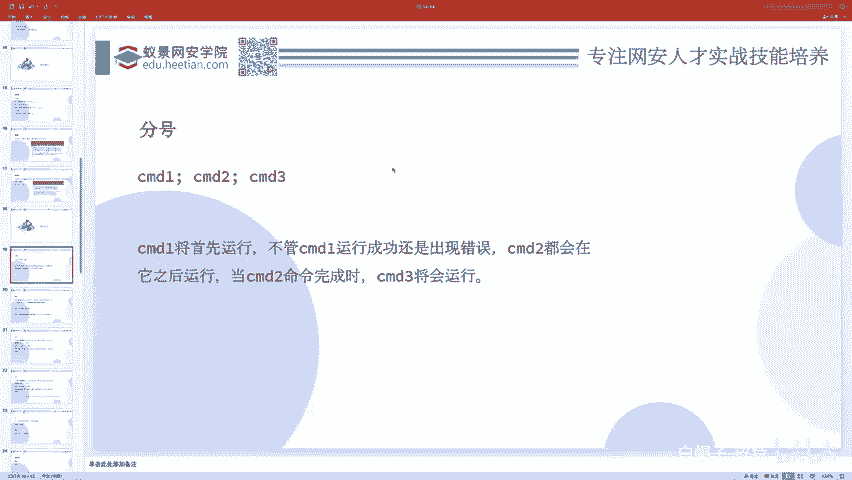 蚁景网安学院
edu.heetian.com
专注网安人才实战技能培养
分号
cmd1; cmd2; cmd3
cmd1将首先运行，不管cmd1运行成功还是出现错误，cmd2都会在
它之后运行，当cmd2命令完成时，cmd3将会运行。
单击此处添加备注